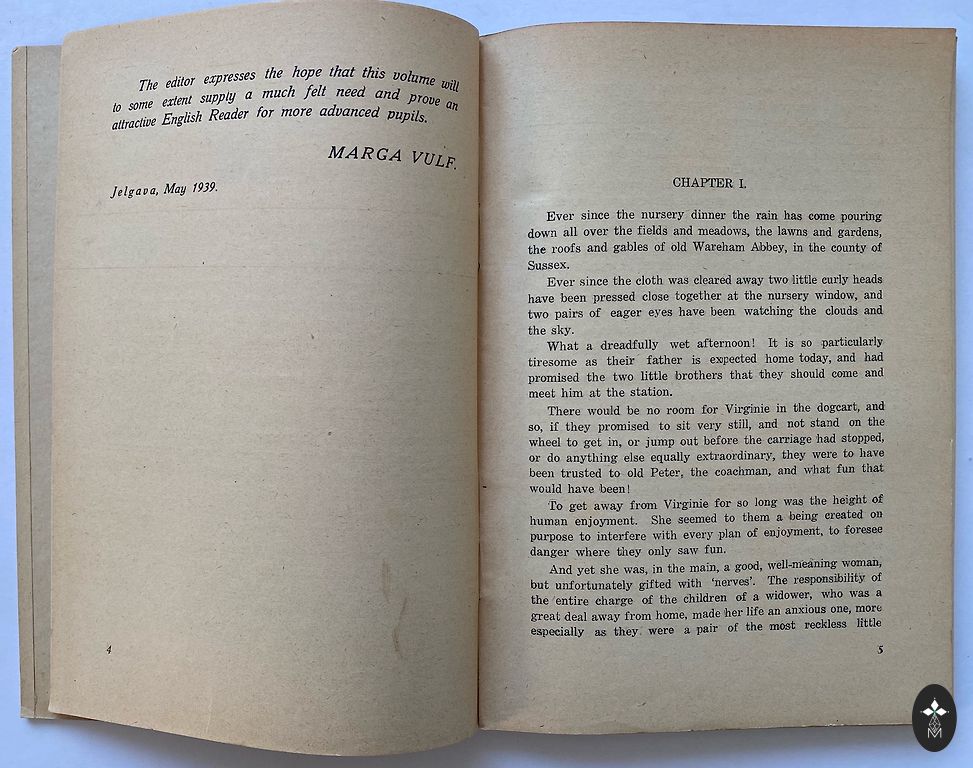 The editor expresses the hope that this volume will
to some extent supply a much felt need and prove an
attractive English Reader for more advanced pupils.
MARGA VULF.
Jelgava, May 1939.
4
CHAPTER I.
Ever since the nursery dinner the rain has come pouring
down all over the fields and meadows, the lawns and gardens,
the roofs and gables of old Wareham Abbey, in the county of
Sussex.
Ever since the cloth was cleared away two little curly heads
have been pressed close together at the nursery window, and
two pairs of eager eyes have been watching the clouds and
the sky.
What a dreadfully wet afternoon! It is so particularly
tiresome as their father is expected home today, and had
promised the two little brothers that they should come and
meet him at the station.
There would be no room for Virginie in the dogcart, and
so, if they promised to sit very still, and not stand on the
wheel to get in, or jump out before the carriage had stopped,
or do anything else equally extraordinary, they were to have
been trusted to old Peter, the coachman, and what fun that
would have been!
To get away from Virginie for so long was the height of
human enjoyment. She seemed to them a being created on
purpose to interfere with every plan of enjoyment, to foresee
danger where they only saw fun.
And yet she was, in the main, a good, well-meaning woman,
but unfortunately gifted with ‘nerves’. The responsibility of
the entire charge of the children of a widower, who was a
great deal away from home, made her life an anxious one, more
especially as they were a pair of the most reckless little
5
M